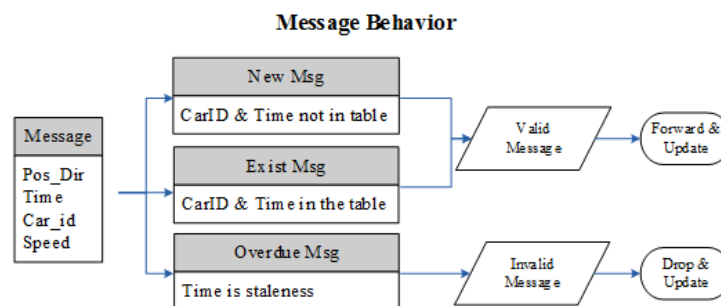 Message Behavior
Message
Pos_Dir
Time
Car_id
Speed
New Msg
CarID & Time not in table
Exist Msg
CarID & Time in the table
Overdue Msg
Time is staleness
Valid
Message
Forward &
Update
Invalid
Message
Drop &
Update